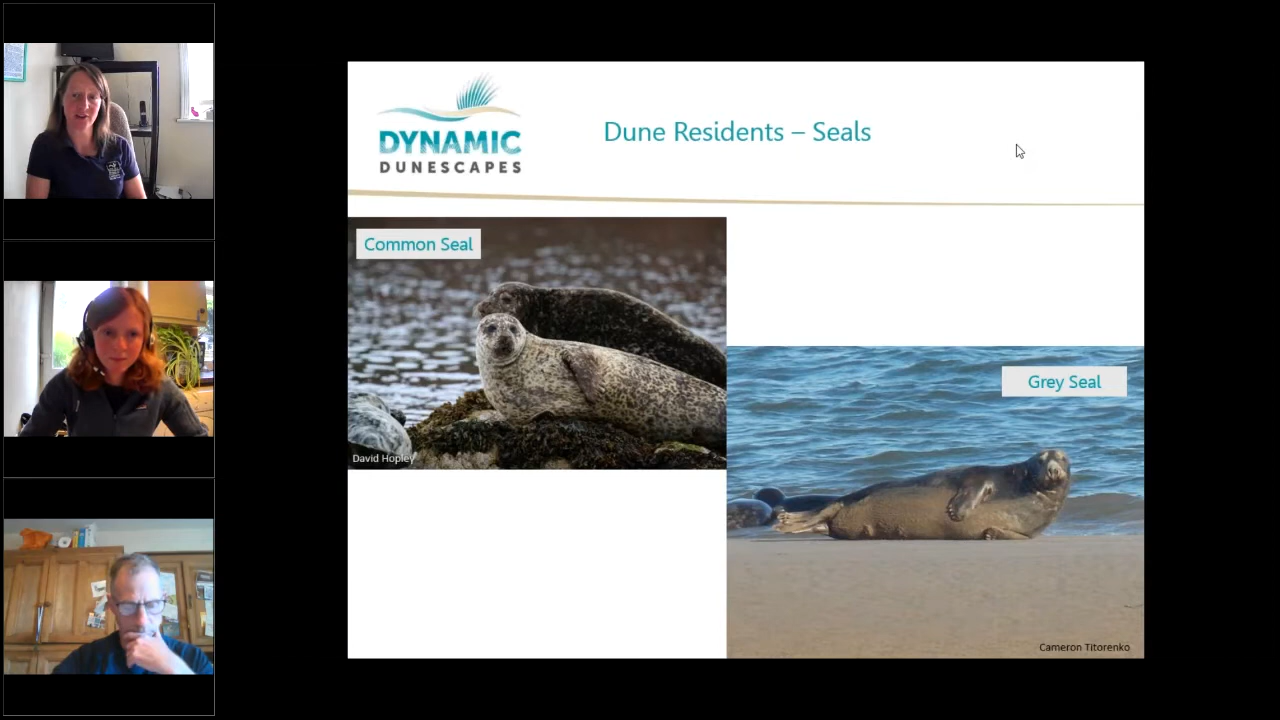 DYNAMIC
DUNESCAPES
Dune Residents – Seals
Common Seal
David Hopley
Grey Seal
Cameron Titorenko